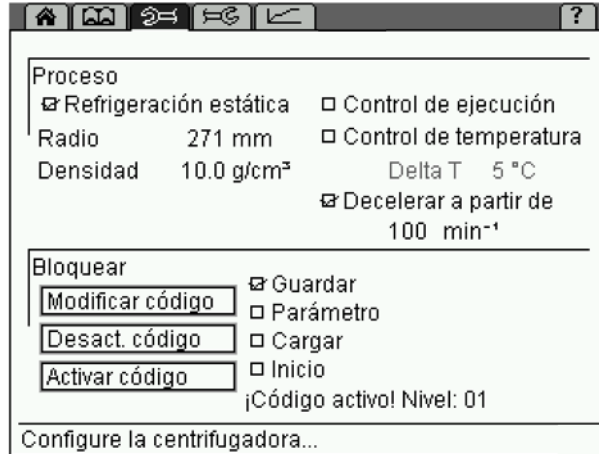 ?
Proceso
Refrigeración estática
Control de ejecución
Radio 271 mm
Control de temperatura
Densidad 10.0 g/cm³
Delta T 5 °C
Decelerar a partir de
100 min⁻¹
Bloquear
Guardar
Modificar código
Parámetro
Desact. código
Cargar
Activar código
Inicio
¡Código activo! Nivel: 01
Configure la centrifugadora...